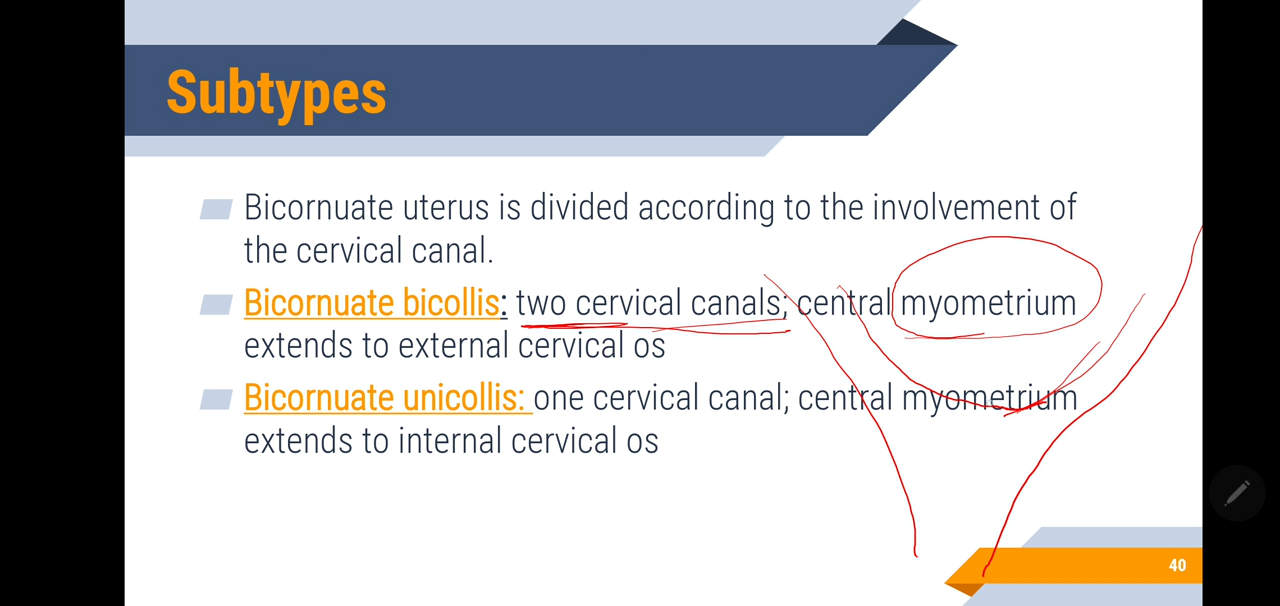 Subtypes
Bicornuate uterus is divided according to the involvement of
the cervical canal.
Bicornuate bicollis: two cervical canals; central myometrium
extends to external cervical os
Bicornuate unicollis: one cervical canal; central myometrium
extends to internal cervical os
40